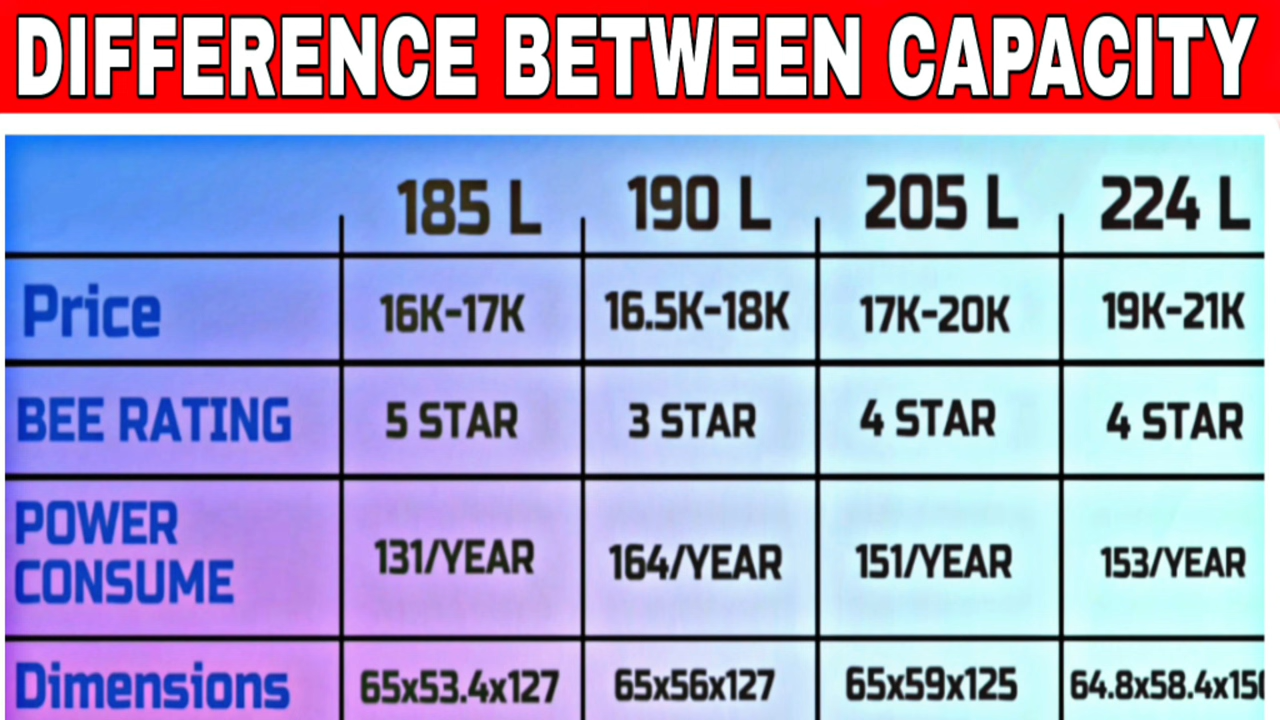 DIFFERENCE BETWEEN CAPACITY
185 L 190 L 205 L 224 L
Price 16K-17K 16.5K-18K 17K-20K 19K-21K
BEE RATING 5 STAR 3 STAR 4 STAR 4 STAR
POWER
CONSUME 131/YEAR 164/YEAR 151/YEAR 153/YEAR
Dimensions 65x53.4x127 65x56x127 65x59x125